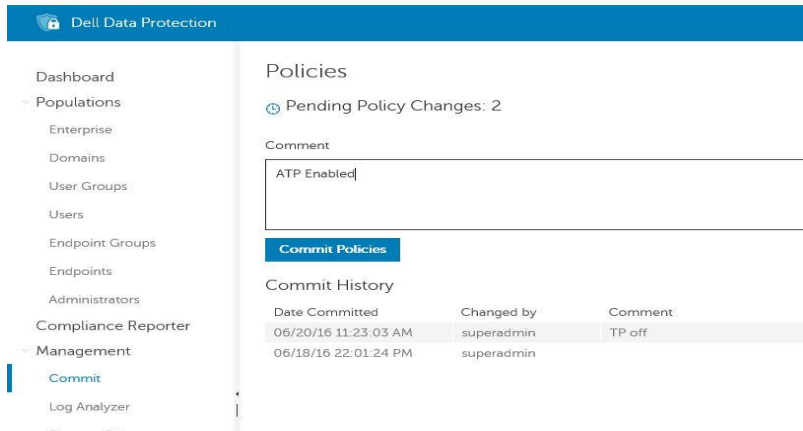 Dell Data Protection
Dashboard
Populations
Enterprise
Domains
User Groups
Users
Endpoint Groups
Endpoints
Administrators
Compliance Reporter
Management
Commit
Log Analyzer
Policies
Pending Policy Changes: 2
Comment
ATP Enabled
Commit Policies
Commit History
Date Committed Changed by Comment
06/20/16 11:23:03 AM superadmin TP off
06/18/16 22:01:24 PM superadmin